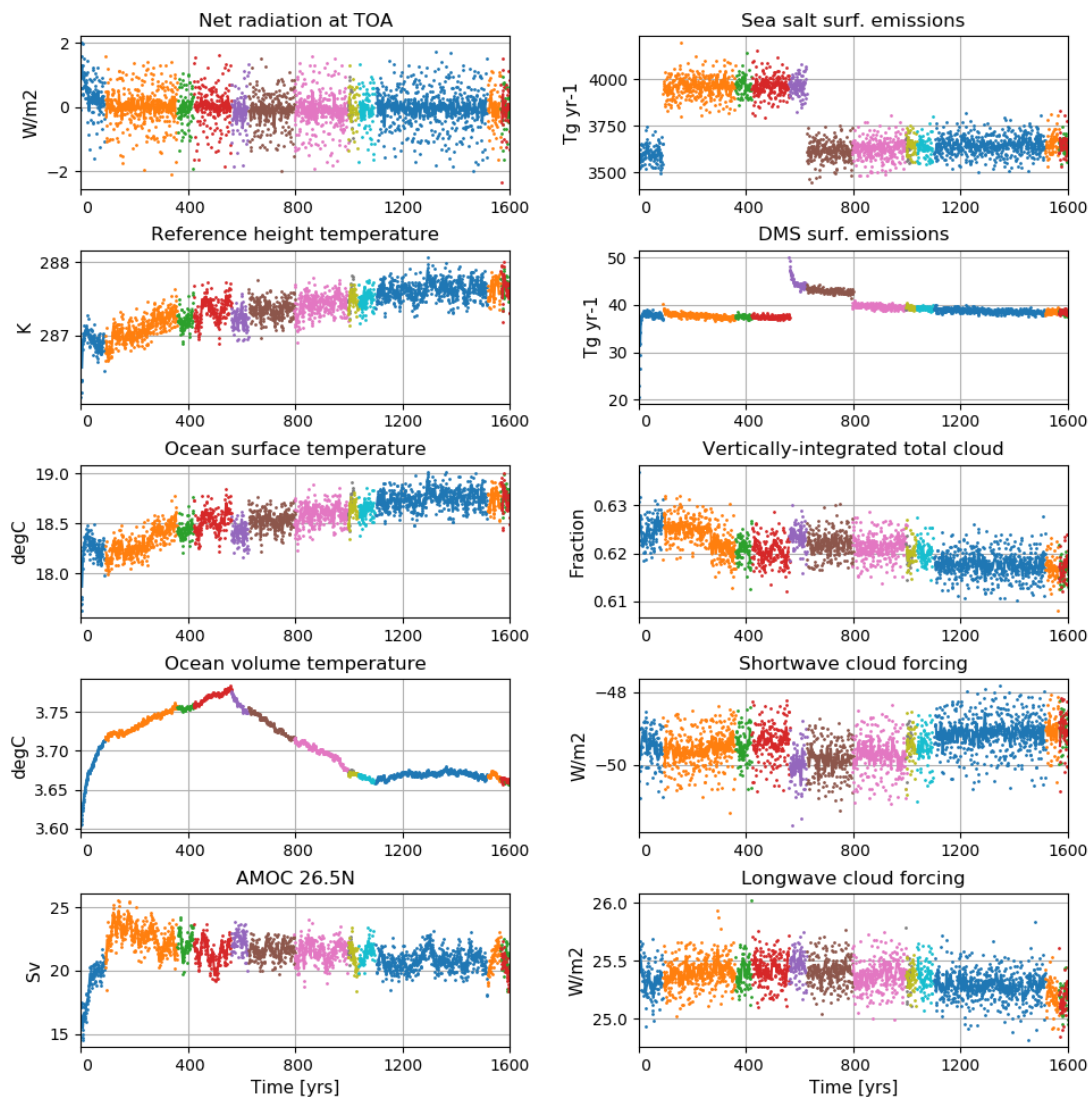 Net radiation at TOA
2
0
−2
W/m2
0 400 800 1200 1600
Sea salt surf. emissions
4000
3750
3500
Tg yr-1
0 400 800 1200 1600
Reference height temperature
288
287
K
0 400 800 1200 1600
DMS surf. emissions
50
40
30
20
Tg yr-1
0 400 800 1200 1600
Ocean surface temperature
19.0
18.5
18.0
degC
0 400 800 1200 1600
Vertically-integrated total cloud
0.63
0.62
0.61
Fraction
0 400 800 1200 1600
Ocean volume temperature
3.75
3.70
3.65
3.60
degC
0 400 800 1200 1600
Shortwave cloud forcing
−48
−50
W/m2
0 400 800 1200 1600
AMOC 26.5N
25
20
15
Sv
0 400 800 1200 1600
Time [yrs]
Longwave cloud forcing
26.0
25.5
25.0
W/m2
0 400 800 1200 1600
Time [yrs]